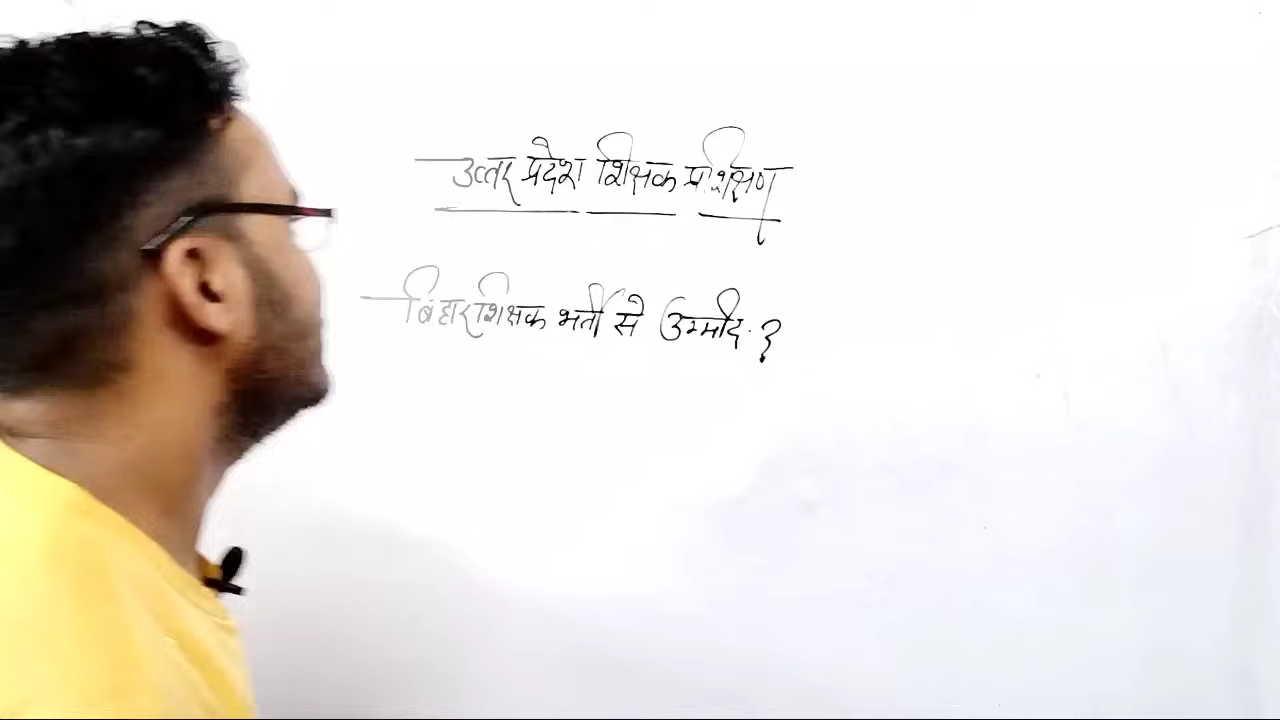 उत्तर प्रदेश शिक्षक प्रशिक्षण
बिहार शिक्षक भर्ती से उम्मीद.?